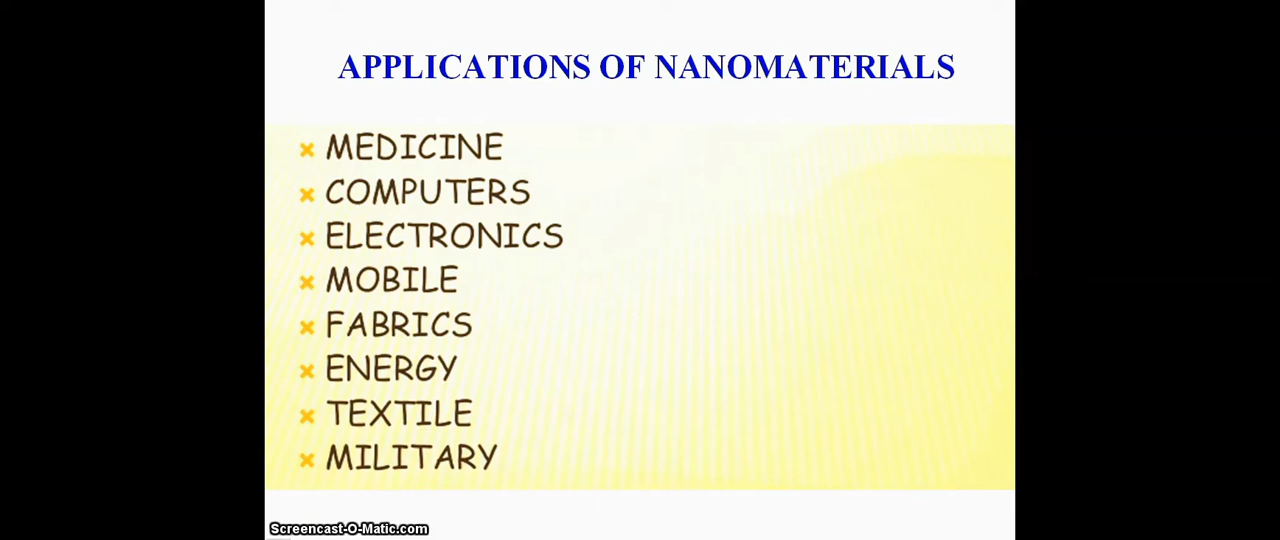 APPLICATIONS OF NANOMATERIALS
MEDICINE
COMPUTERS
ELECTRONICS
MOBILE
FABRICS
ENERGY
TEXTILE
MILITARY
Screencast-O-Matic.com